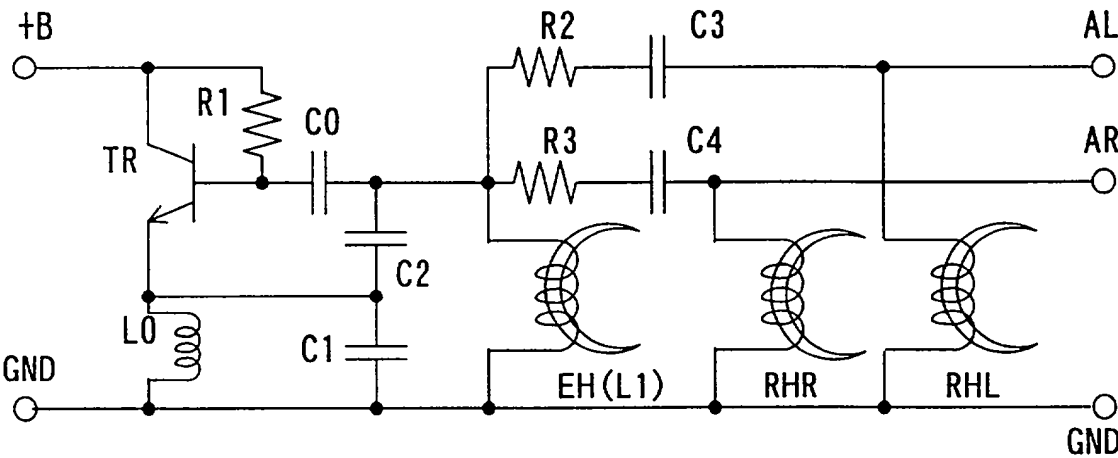 +B
R2
C3
AL
R1
C0
TR
R3
C4
AR
C2
L0
C1
GND
EH(L1)
RHR
RHL
GND